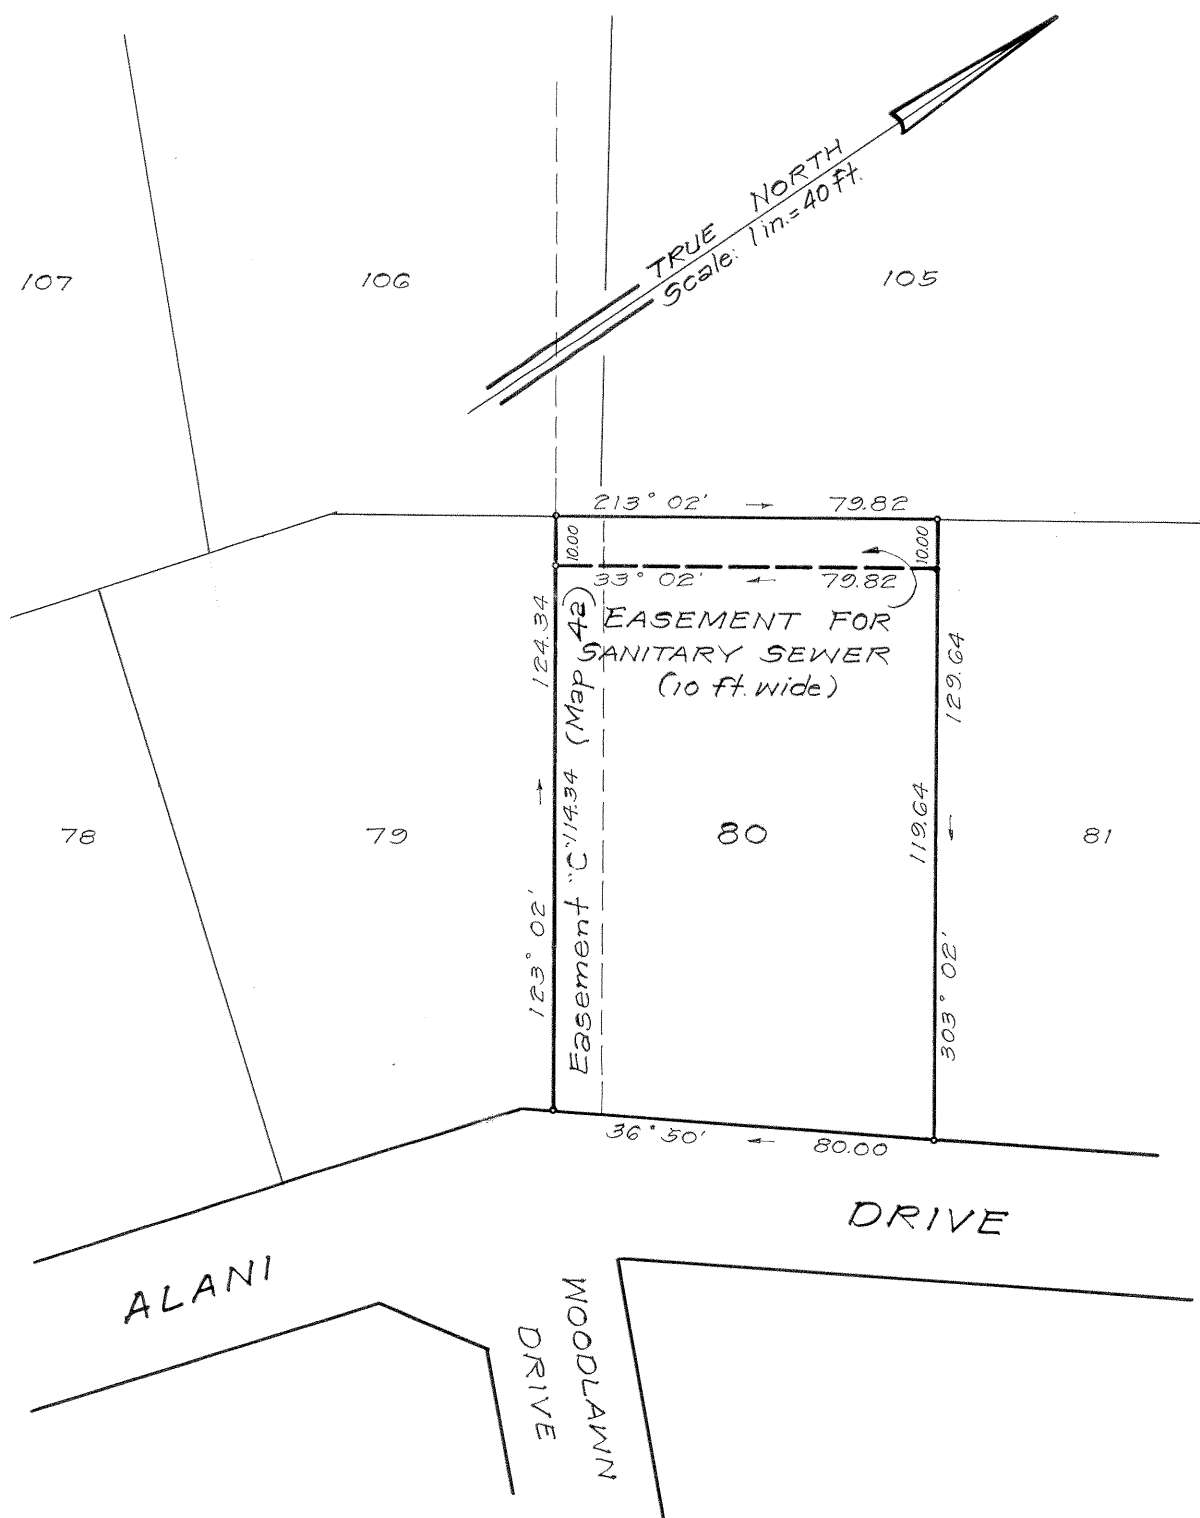 TRUE NORTH
Scale: 1 in.=40 ft.
107
106
105
213° 02' → 79.82
10.00
10.00
33° 02' ← 79.82
EASEMENT FOR
SANITARY SEWER
(10 ft. wide)
124.34
123° 02' →
Easement "C" (Map 42)
114.34
129.64
119.64
303° 02' ←
78
79
80
81
36° 50' ← 80.00
ALANI DRIVE
WOODLAWN
DRIVE